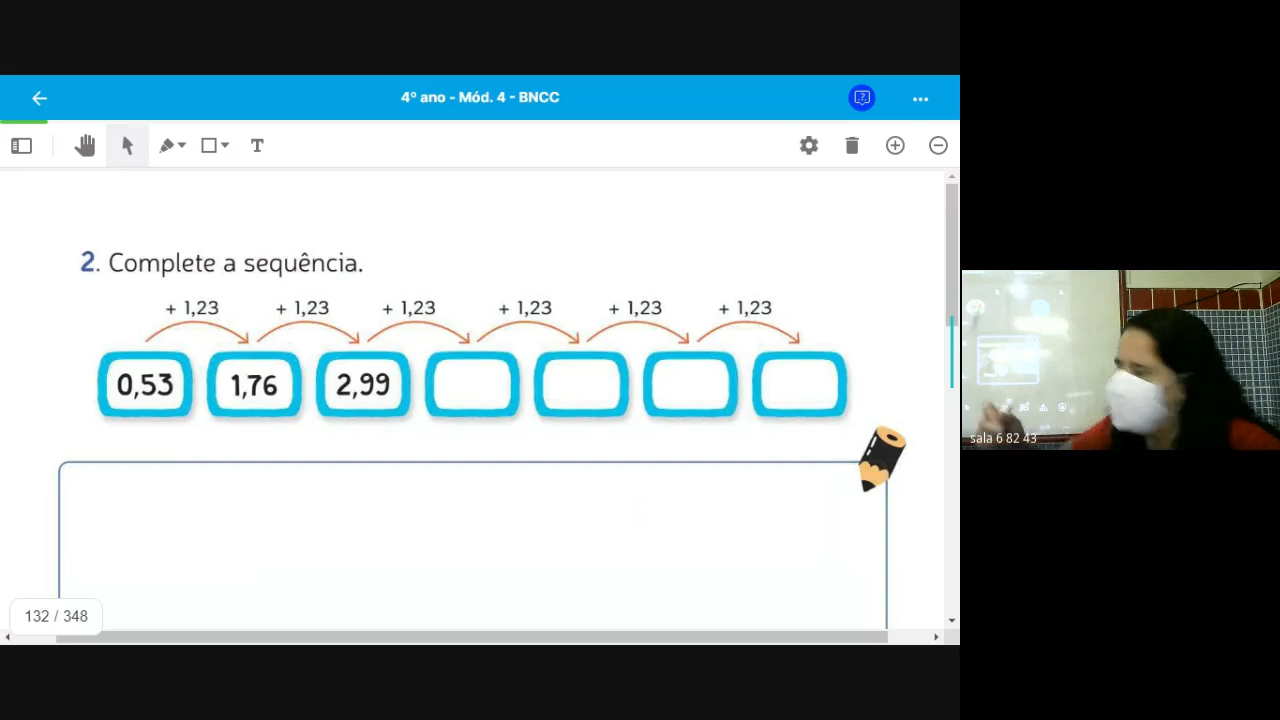 4º ano - Mód. 4 - BNCC
T
2. Complete a sequência.
+ 1,23 + 1,23 + 1,23 + 1,23 + 1,23 + 1,23
0,53 1,76 2,99
132 / 348
sala 6 82 43